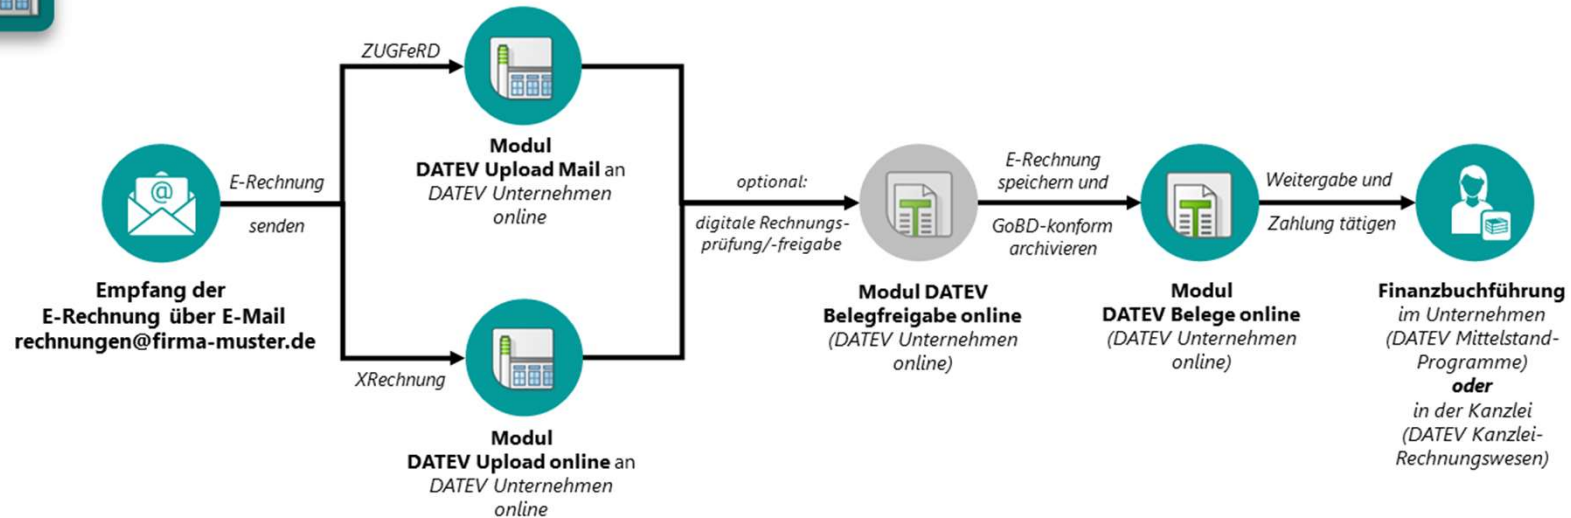 ZUGFeRD
Modul
DATEV Upload Mail an
DATEV Unternehmen
online
E-Rechnung
senden
Empfang der
E-Rechnung über E-Mail
rechnungen@firma-muster.de
XRechnung
Modul
DATEV Upload online an
DATEV Unternehmen
online
optional:
digitale Rechnungs-
prüfung/-freigabe
Modul DATEV
Belegfreigabe online
(DATEV Unternehmen
online)
E-Rechnung
speichern und
GoBD-konform
archivieren
Modul
DATEV Belege online
(DATEV Unternehmen
online)
Weitergabe und
Zahlung tätigen
Finanzbuchführung
im Unternehmen
(DATEV Mittelstand-
Programme)
oder
in der Kanzlei
(DATEV Kanzlei-
Rechnungswesen)